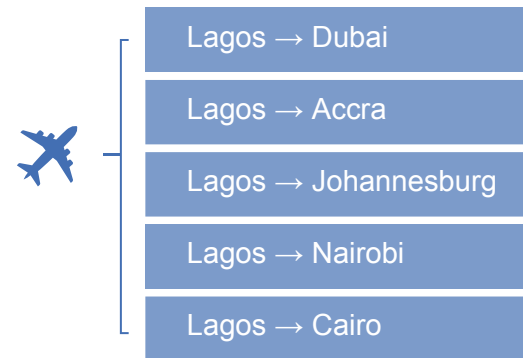 Lagos → Dubai
Lagos → Accra
Lagos → Johannesburg
Lagos → Nairobi
Lagos → Cairo